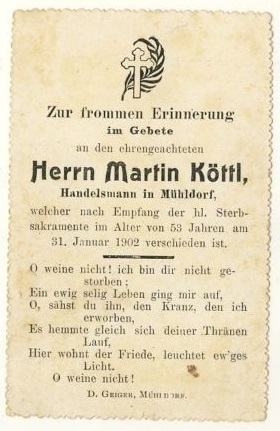 Zur frommen Erinnerung
im Gebete
an den ehrengeachteten
Herrn Martin Köttl,
Handelsmann in Mühldorf,
welcher nach Empfang der hl. Sterb-
sakramente im Alter von 53 Jahren am
31. Januar 1902 verschieden ist.
O weine nicht! ich bin dir nicht ge-
storben;
Ein ewig selig Leben ging mir auf,
O, sähst du ihn, den Kranz, den ich
erworben,
Es hemmte gleich sich deiner Thränen
Lauf,
Hier wohnt der Friede, leuchtet ew'ges
Licht.
O weine nicht!
D. Geiger, Mühldorf.